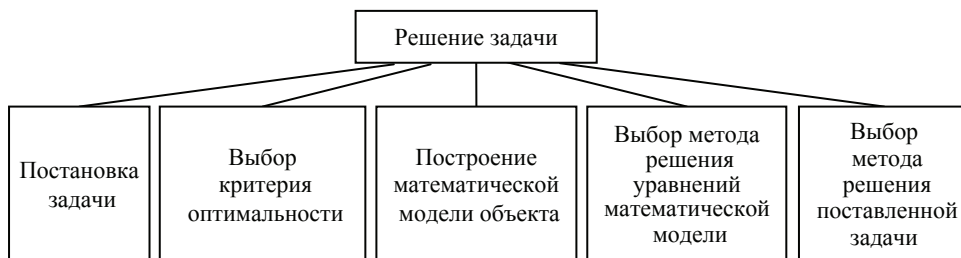 Решение задачи
Постановка
задачи
Выбор
критерия
оптимальности
Построение
математической
модели объекта
Выбор метода
решения
уравнений
математической
модели
Выбор
метода
решения
поставленной
задачи